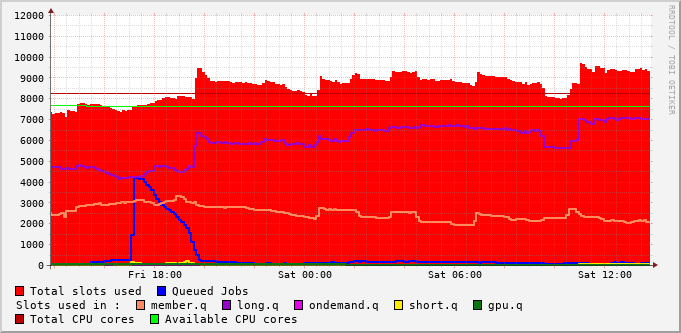 RRDTOOL / TOBI OETIKER
12000
11000
10000
9000
8000
7000
6000
5000
4000
3000
2000
1000
0
Fri 18:00 Sat 00:00 Sat 06:00 Sat 12:00
Total slots used Queued Jobs
Slots used in : member.q long.q ondemand.q short.q gpu.q
Total CPU cores Available CPU cores